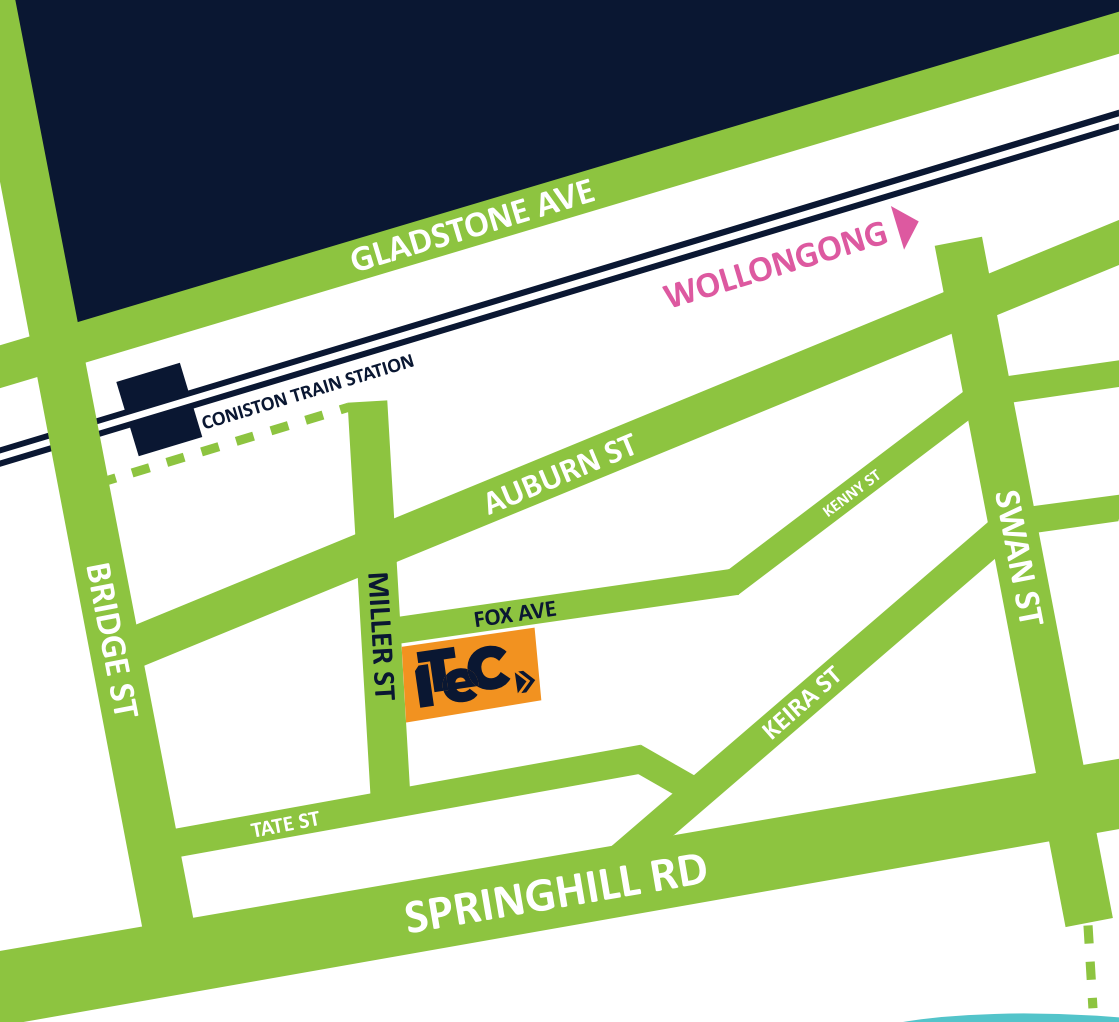 GLADSTONE AVE
WOLLONGONG
CONISTON TRAIN STATION
AUBURN ST
KENNY ST
SWAN ST
BRIDGE ST
MILLER ST
FOX AVE
iTeC
KEIRA ST
TATE ST
SPRINGHILL RD